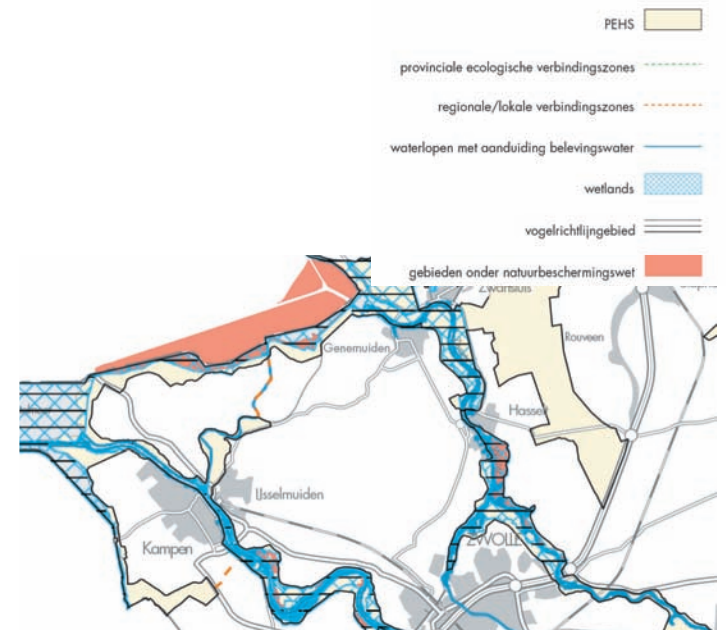 PEHS
provinciale ecologische verbindingszones
regionale/lokale verbindingszones
waterlopen met aanduiding belevingswater
wetlands
vogelrichtlijngebied
gebieden onder natuurbeschermingswet
Zwartsluis
Rouveen
Genemuiden
Hasselt
IJsselmuiden
Kampen
ZWOLLE